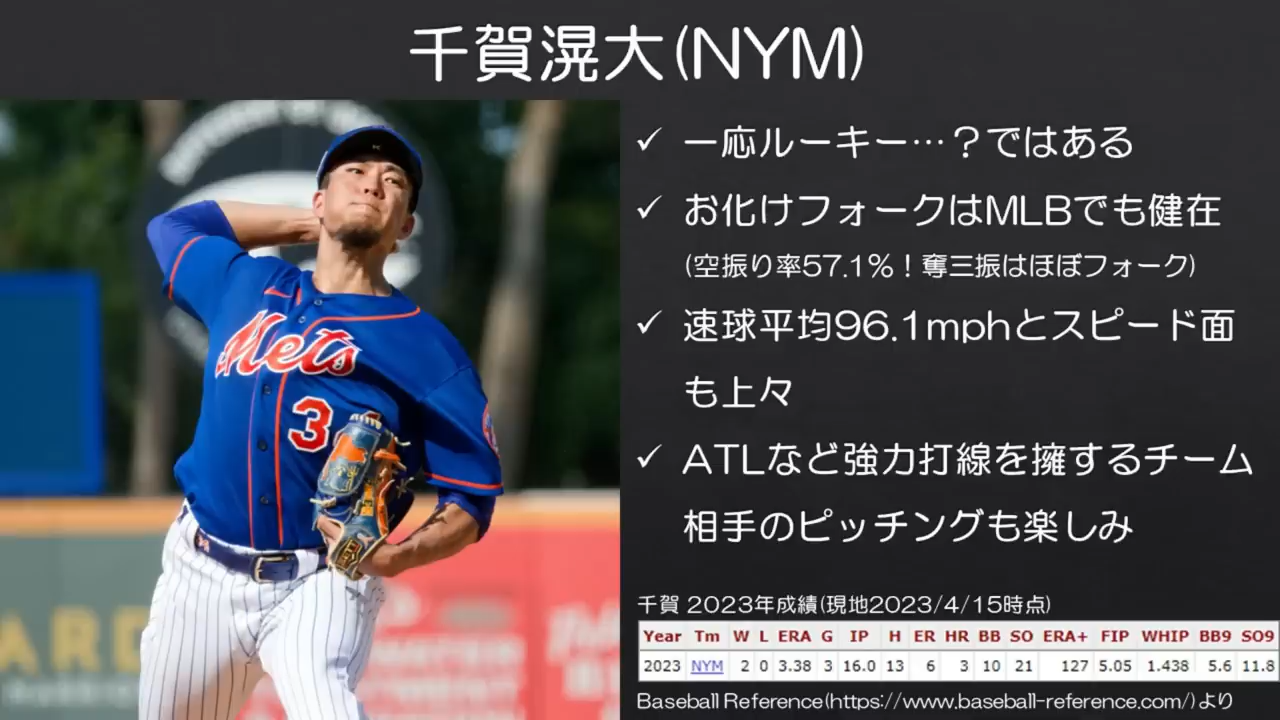 千賀滉大(NYM)
✓ 一応ルーキー…？ではある
✓ お化けフォークはMLBでも健在
(空振り率57.1%！奪三振はほぼフォーク)
✓ 速球平均96.1mphとスピード面
も上々
✓ ATLなど強力打線を擁するチーム
相手のピッチングも楽しみ
Mets
3
ARD
千賀 2023年成績(現地2023/4/15時点)
Year Tm W L ERA G IP H ER HR BB SO ERA+ FIP WHIP BB9 SO9
2023 NYM 2 0 3.38 3 16.0 13 6 3 10 21 127 5.05 1.438 5.6 11.8
Baseball Reference(https://www.baseball-reference.com/)より